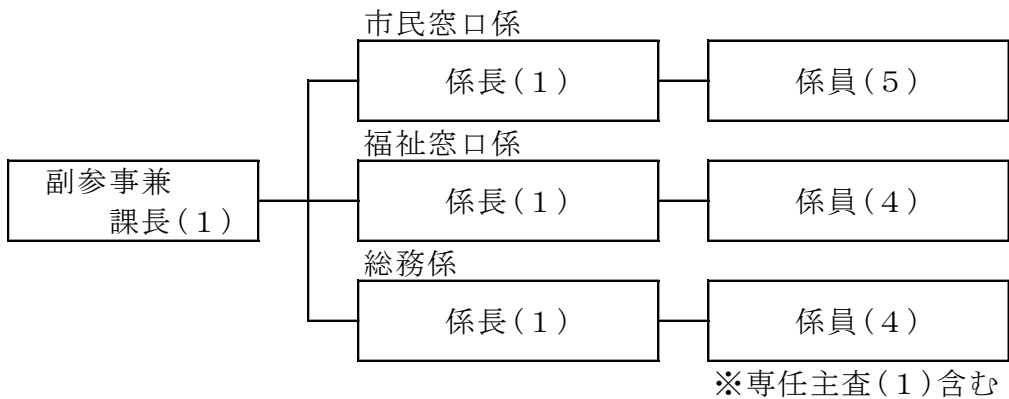 市民窓口係
係長(１)
係員(５)
福祉窓口係
副参事兼
課長(１)
係長(１)
係員(４)
総務係
係長(１)
係員(４)
※専任主査(１)含む